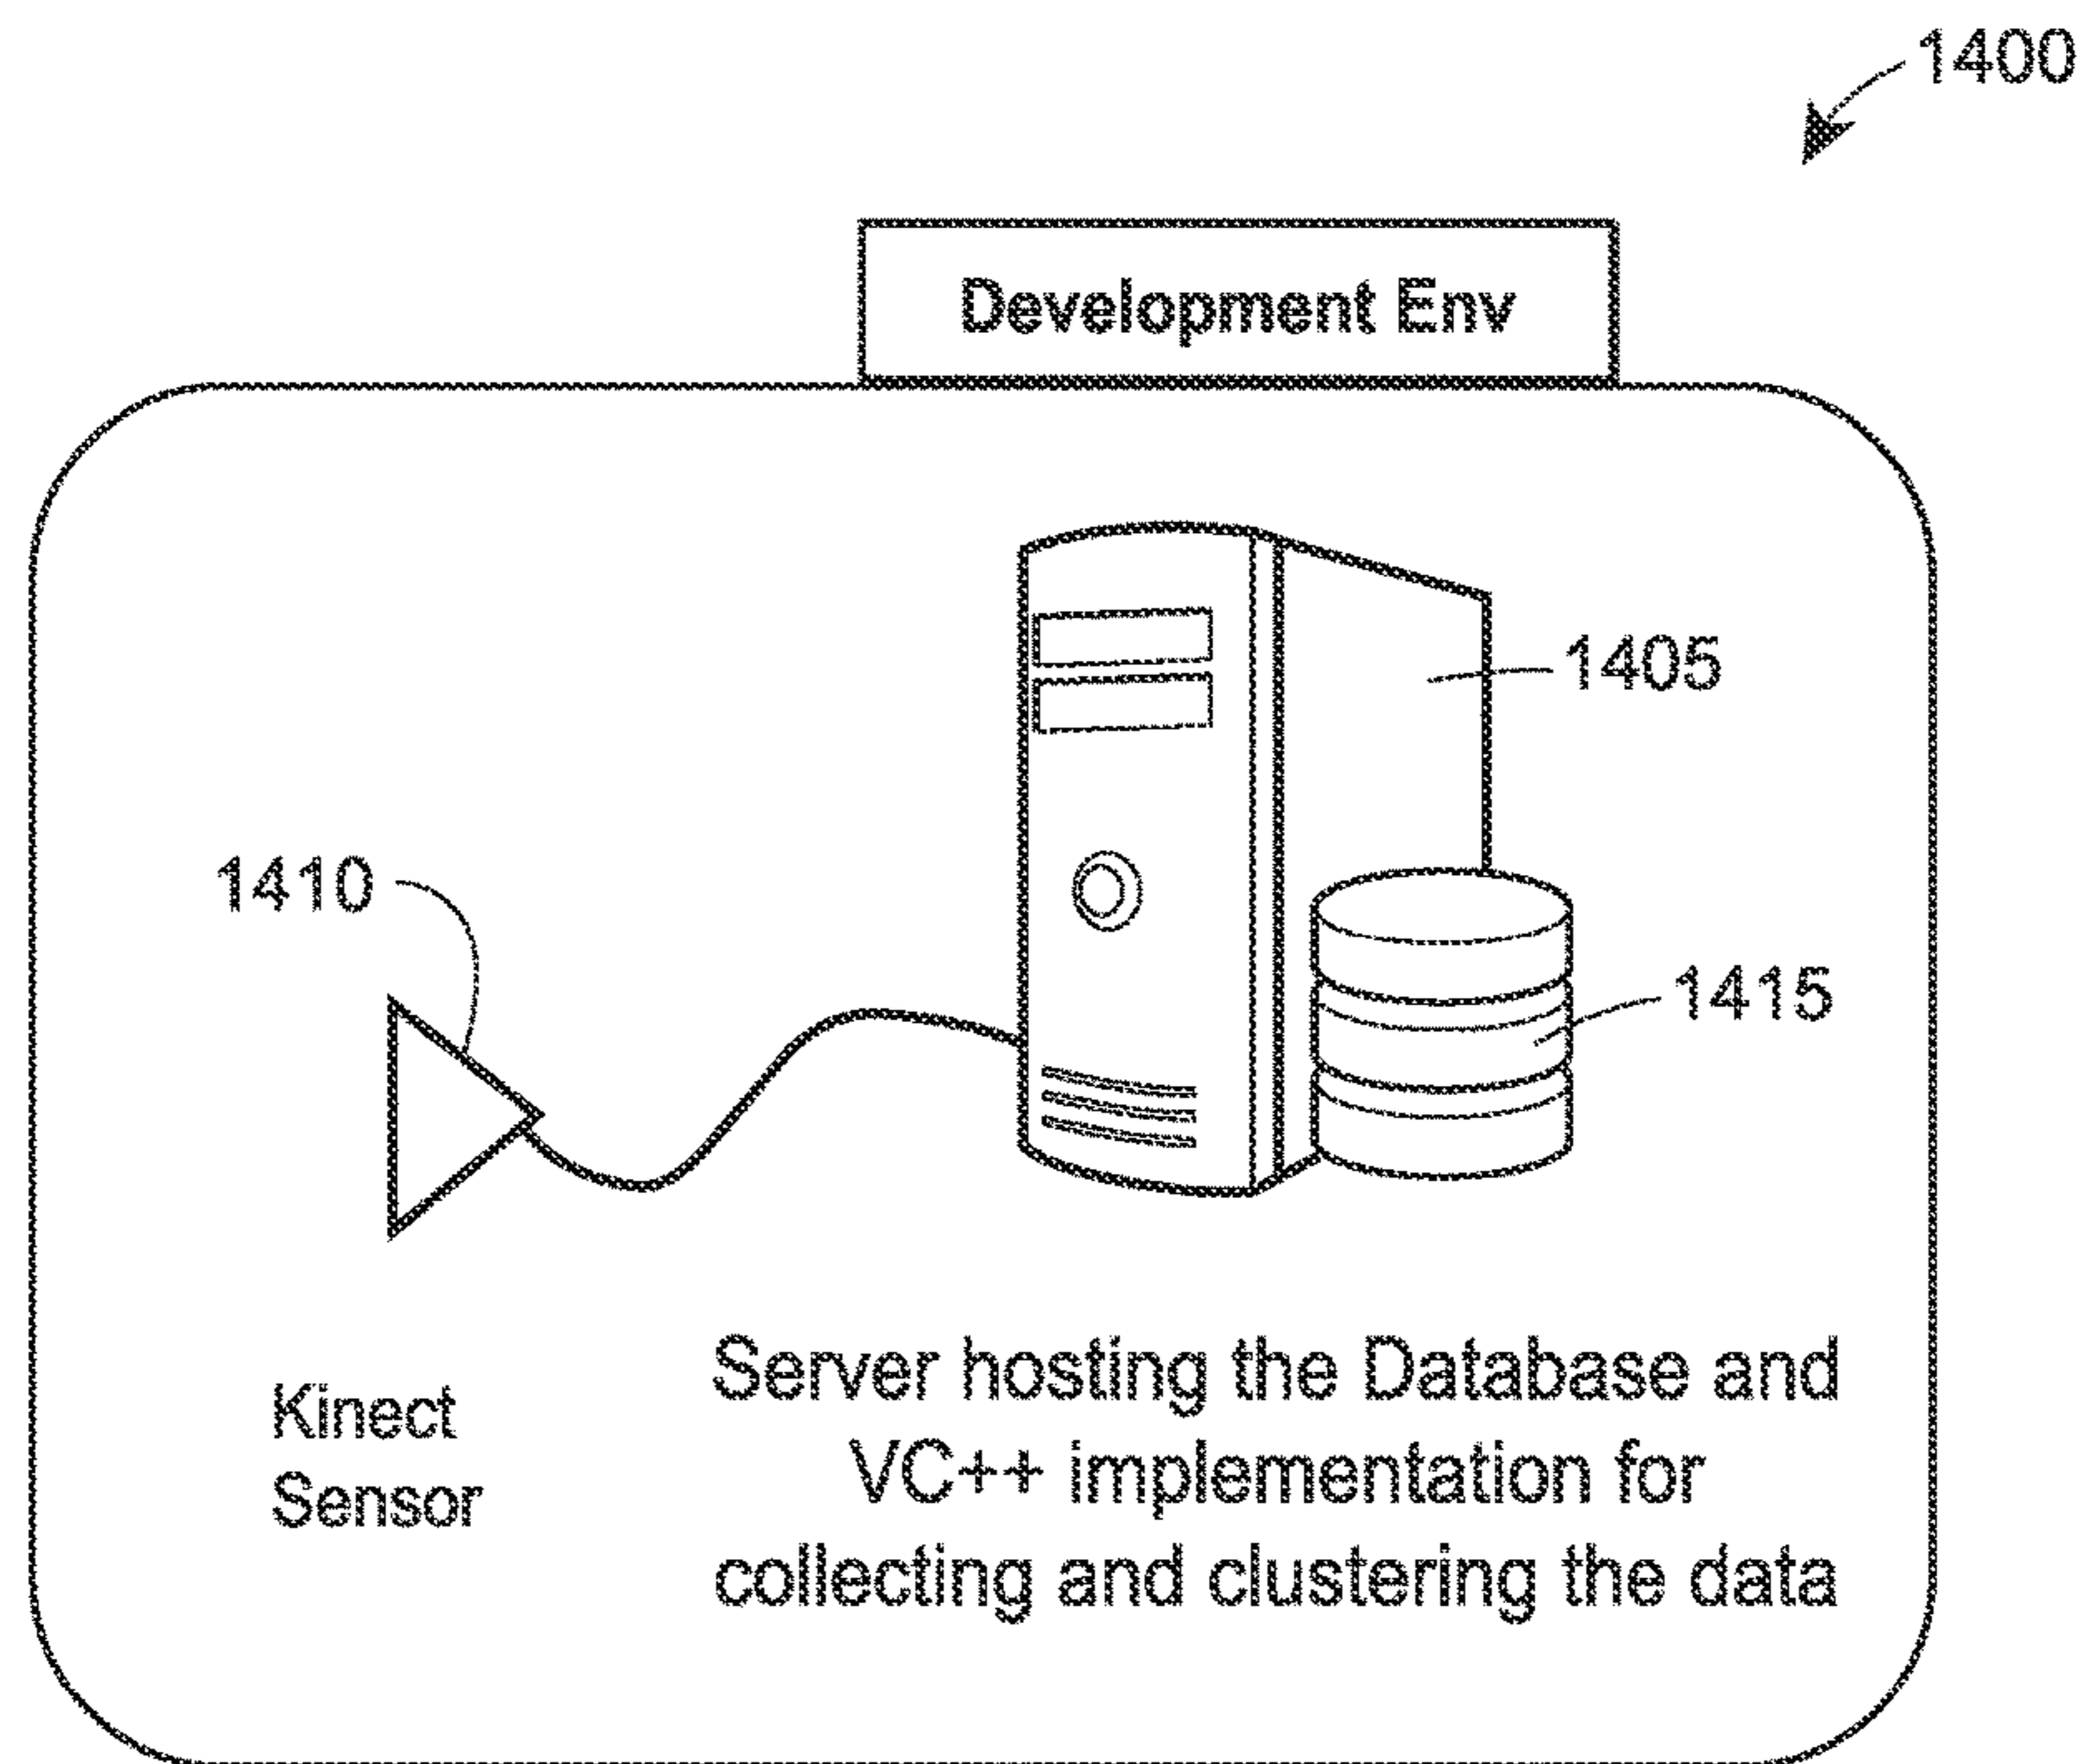 1400
Development Env
1405
1410
1415
Kinect
Sensor
Server hosting the Database and
VC++ implementation for
collecting and clustering the data